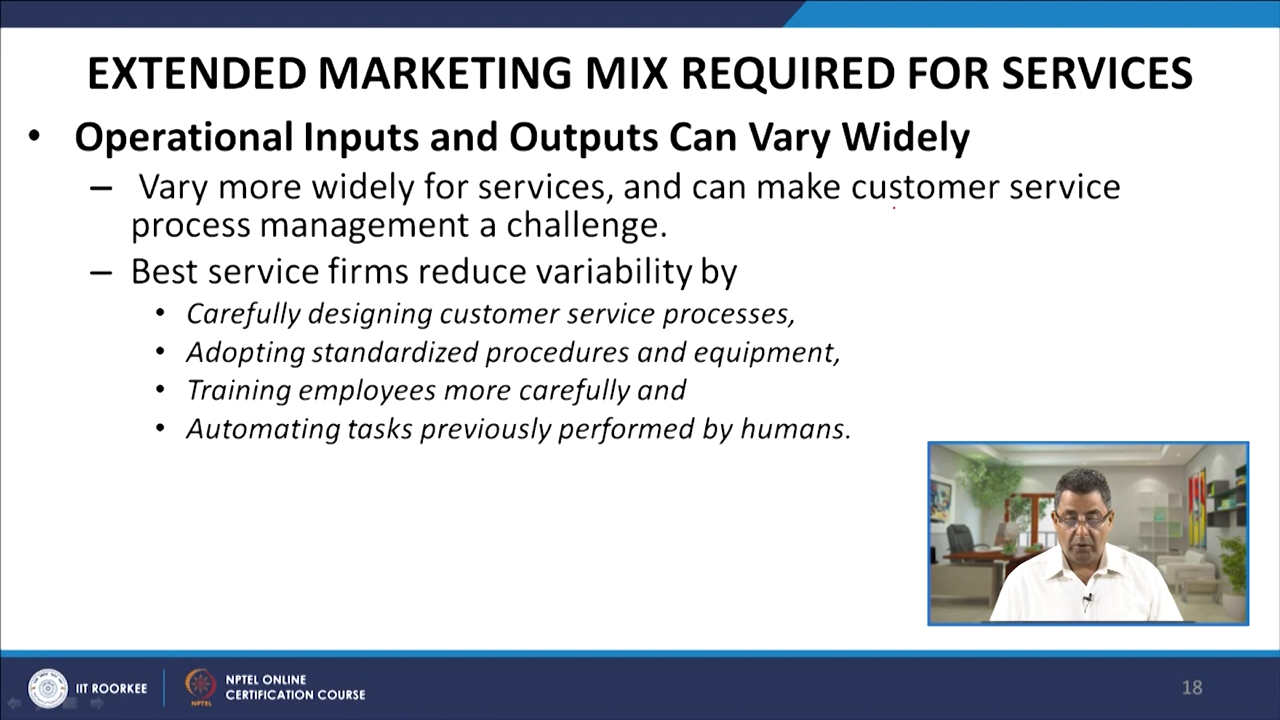 EXTENDED MARKETING MIX REQUIRED FOR SERVICES
• Operational Inputs and Outputs Can Vary Widely
– Vary more widely for services, and can make customer service
process management a challenge.
– Best service firms reduce variability by
• Carefully designing customer service processes,
• Adopting standardized procedures and equipment,
• Training employees more carefully and
• Automating tasks previously performed by humans.
IIT ROORKEE
NPTEL
NPTEL ONLINE
CERTIFICATION COURSE
18